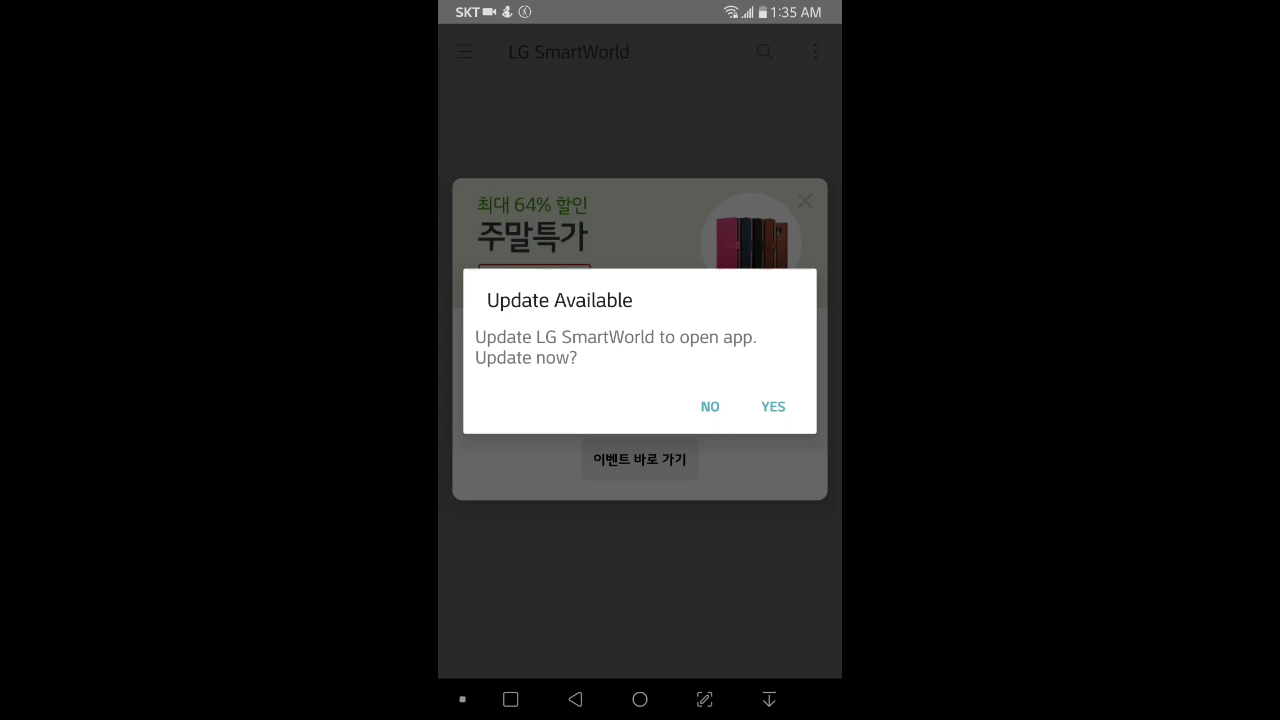 SKT
1:35 AM
LG SmartWorld
최대 64% 할인
주말특가
Update Available
Update LG SmartWorld to open app.
Update now?
NO YES
이벤트 바로 가기